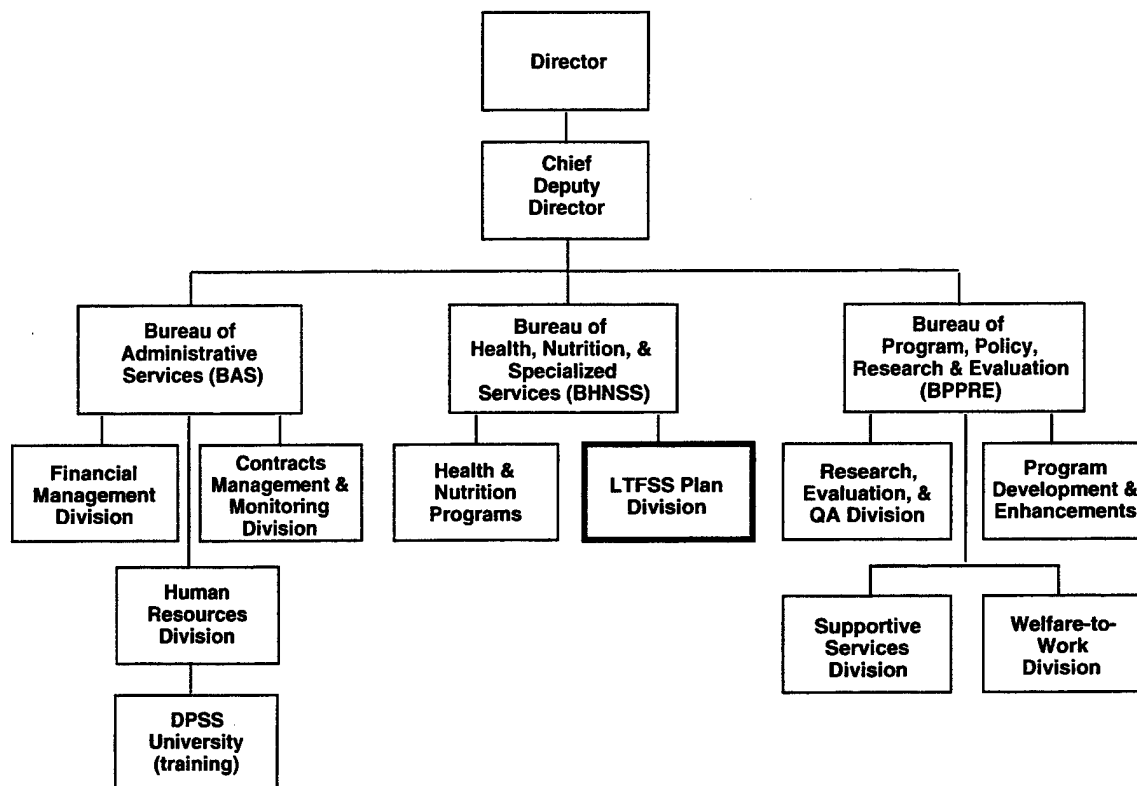 Director
Chief
Deputy
Director
Bureau of
Administrative
Services (BAS)
Bureau of
Health, Nutrition, &
Specialized
Services (BHNSS)
Bureau of
Program, Policy,
Research & Evaluation
(BPPRE)
Financial
Management
Division
Contracts
Management &
Monitoring
Division
Health &
Nutrition
Programs
LTFSS Plan
Division
Research,
Evaluation, &
QA Division
Program
Development &
Enhancements
Human
Resources
Division
Supportive
Services
Division
Welfare-to-
Work
Division
DPSS
University
(training)